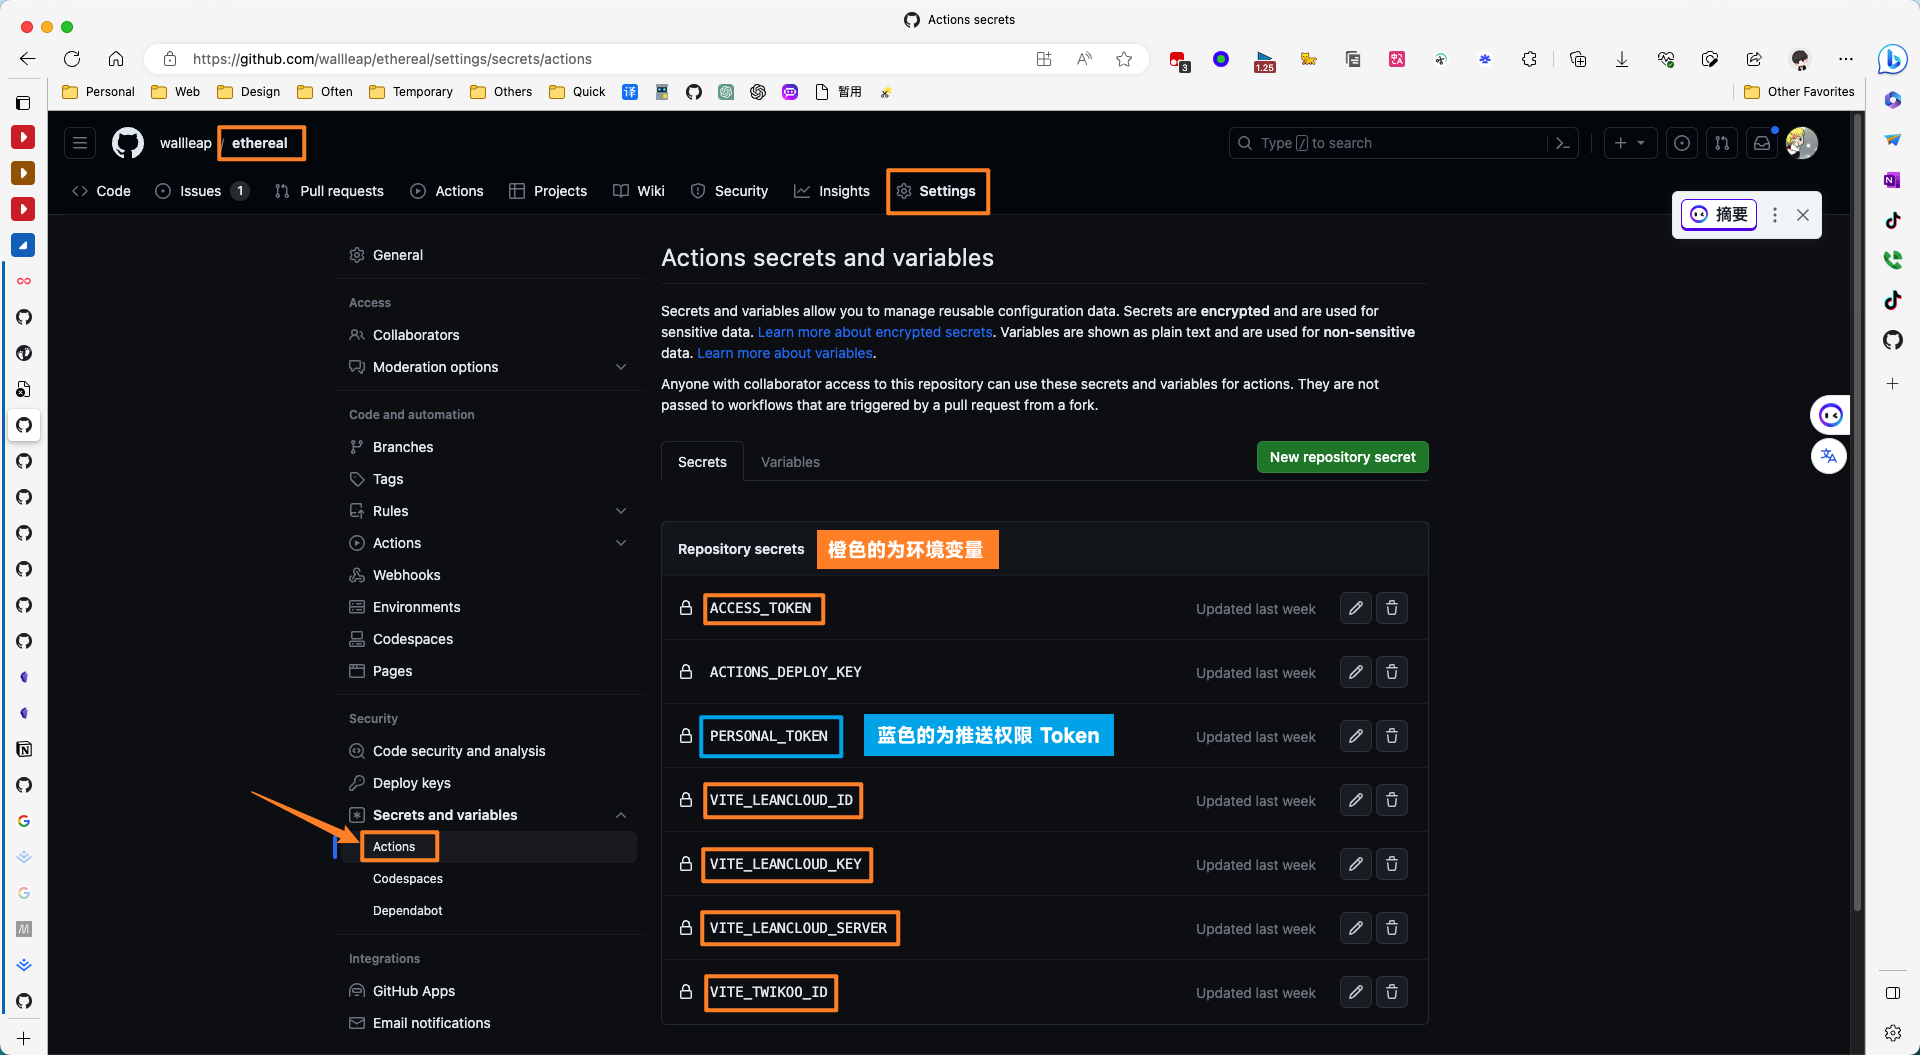 Actions secrets
https://github.com/wallleap/ethereal/settings/secrets/actions
3
1.25
Personal
Web
Design
Often
Temporary
Others
Quick
译
暂用
Other Favorites
wallleap / ethereal
Type / to search
Code
Issues 1
Pull requests
Actions
Projects
Wiki
Security
Insights
Settings
摘要
General
Access
Collaborators
Moderation options
Code and automation
Branches
Tags
Rules
Actions
Webhooks
Environments
Codespaces
Pages
Security
Code security and analysis
Deploy keys
Secrets and variables
Actions
Codespaces
Dependabot
Integrations
GitHub Apps
Email notifications
Actions secrets and variables
Secrets and variables allow you to manage reusable configuration data. Secrets are encrypted and are used for
sensitive data. Learn more about encrypted secrets. Variables are shown as plain text and are used for non-sensitive
data. Learn more about variables.
Anyone with collaborator access to this repository can use these secrets and variables for actions. They are not
passed to workflows that are triggered by a pull request from a fork.
Secrets
Variables
New repository secret
Repository secrets
橙色的为环境变量
ACCESS_TOKEN
Updated last week
ACTIONS_DEPLOY_KEY
Updated last week
PERSONAL_TOKEN
蓝色的为推送权限 Token
Updated last week
VITE_LEANCLOUD_ID
Updated last week
VITE_LEANCLOUD_KEY
Updated last week
VITE_LEANCLOUD_SERVER
Updated last week
VITE_TWIKOO_ID
Updated last week